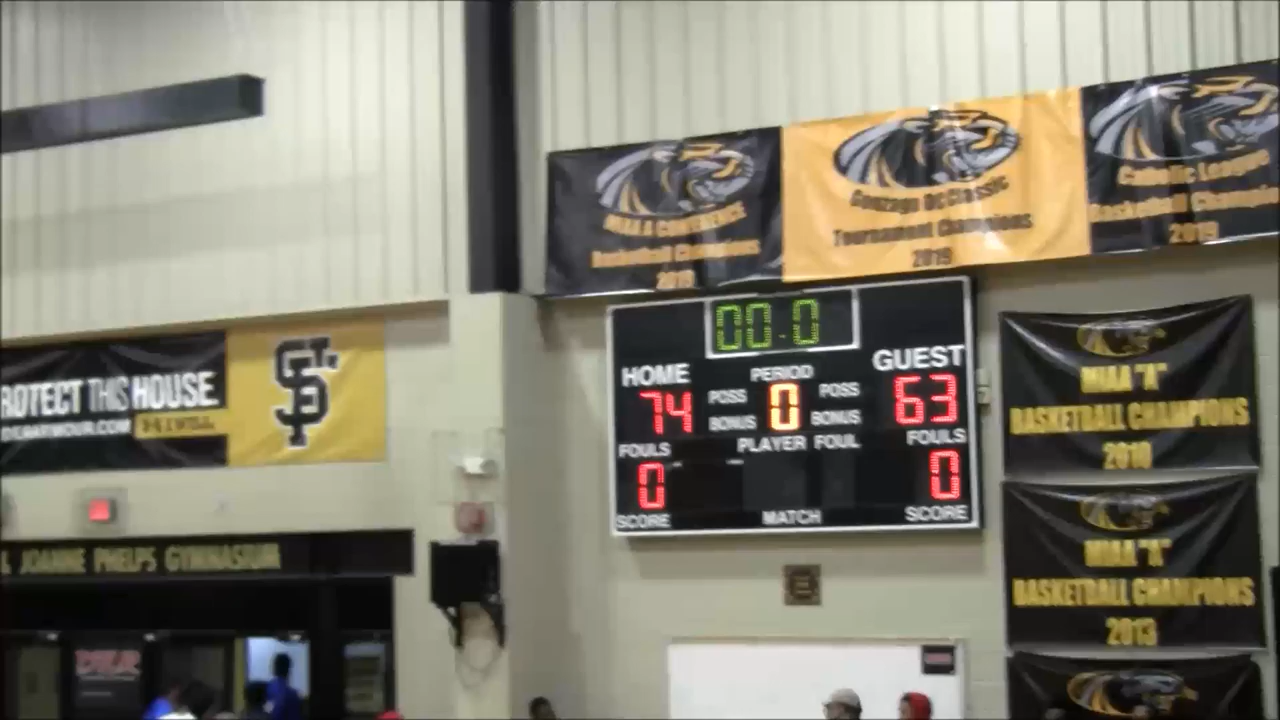 MIAA A CONFERENCE
Basketball Champions
Gonzaga DC Classic
Tournament Champions
2019
Catholic League
Basketball Champions
2019
00.0
HOME
PERIOD
GUEST
74
POSS
0
POSS
63
BONUS
BONUS
FOULS
PLAYER FOUL
FOULS
0
0
SCORE
MATCH
SCORE
MIAA "A"
BASKETBALL CHAMPIONS
2010
MIAA "A"
BASKETBALL CHAMPIONS
2013
ROTECT THIS HOUSE.
I WILL
SF
JOANNE PHELPS GYMNASIUM